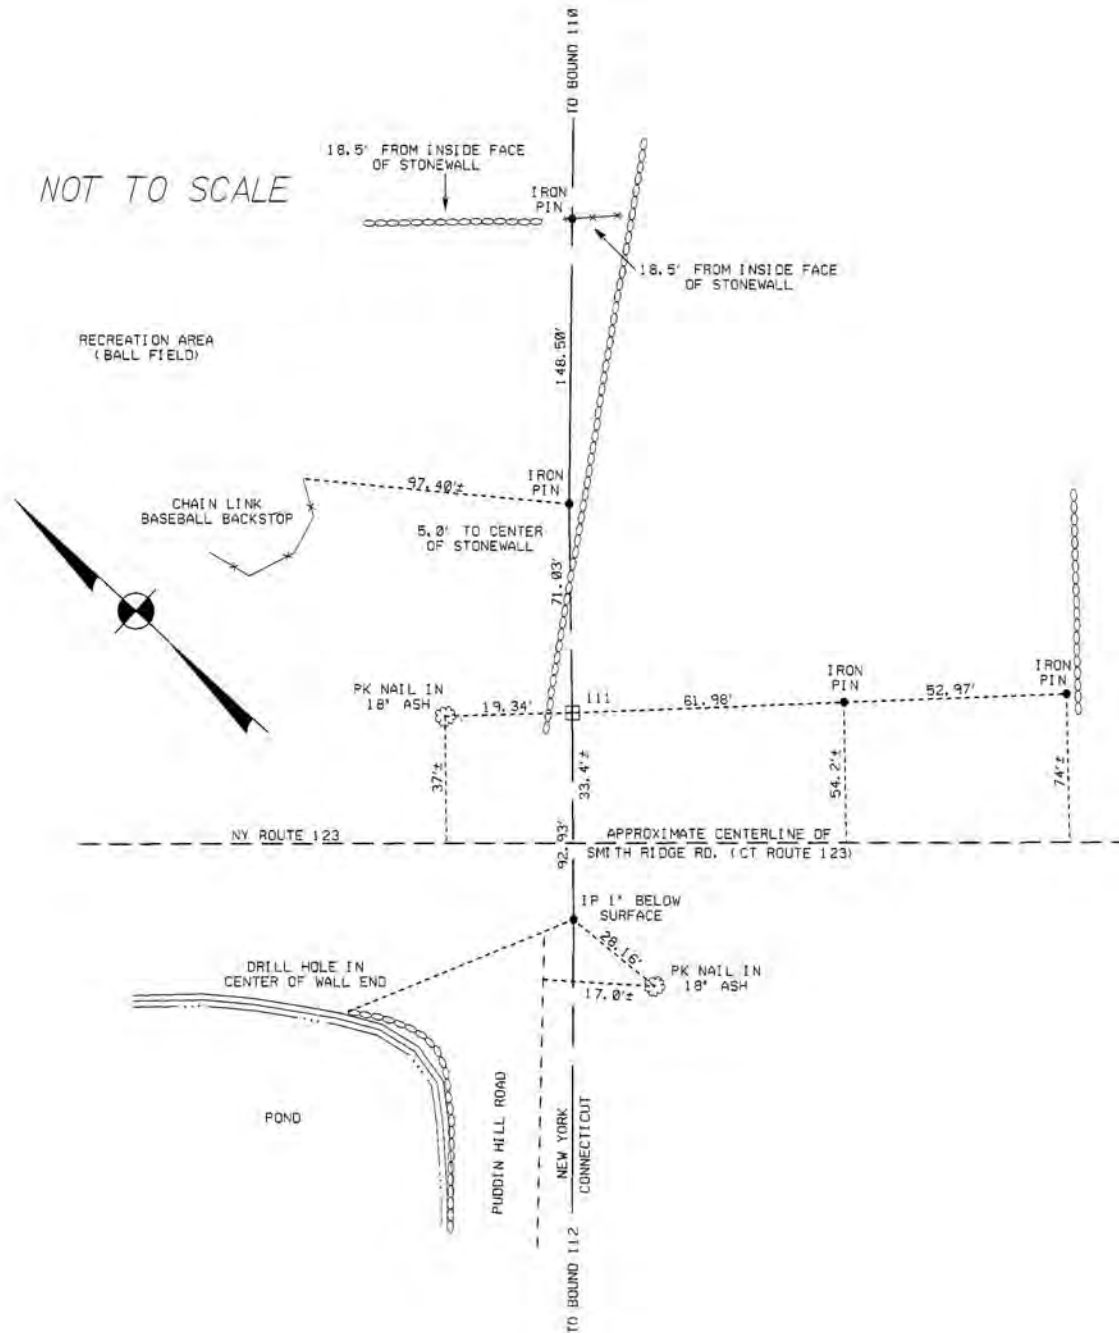 TO BOUND 110
18.5' FROM INSIDE FACE
OF STONEWALL
NOT TO SCALE
IRON
PIN
18.5' FROM INSIDE FACE
OF STONEWALL
RECREATION AREA
(BALL FIELD)
148.50'
97.40'±
IRON
PIN
CHAIN LINK
BASEBALL BACKSTOP
5.0' TO CENTER
OF STONEWALL
71.03'
PK NAIL IN
18" ASH
19.34'
111
61.98'
IRON
PIN
52.97'
IRON
PIN
37'±
33.4'±
54.2'±
74'±
NY ROUTE 123
92.93'
APPROXIMATE CENTERLINE OF
SMITH RIDGE RD. (CT ROUTE 123)
IP 1" BELOW
SURFACE
28.16'
DRILL HOLE IN
CENTER OF WALL END
PK NAIL IN
18" ASH
17.0'±
POND
PUDDIN HILL ROAD
NEW YORK
CONNECTICUT
TO BOUND 112